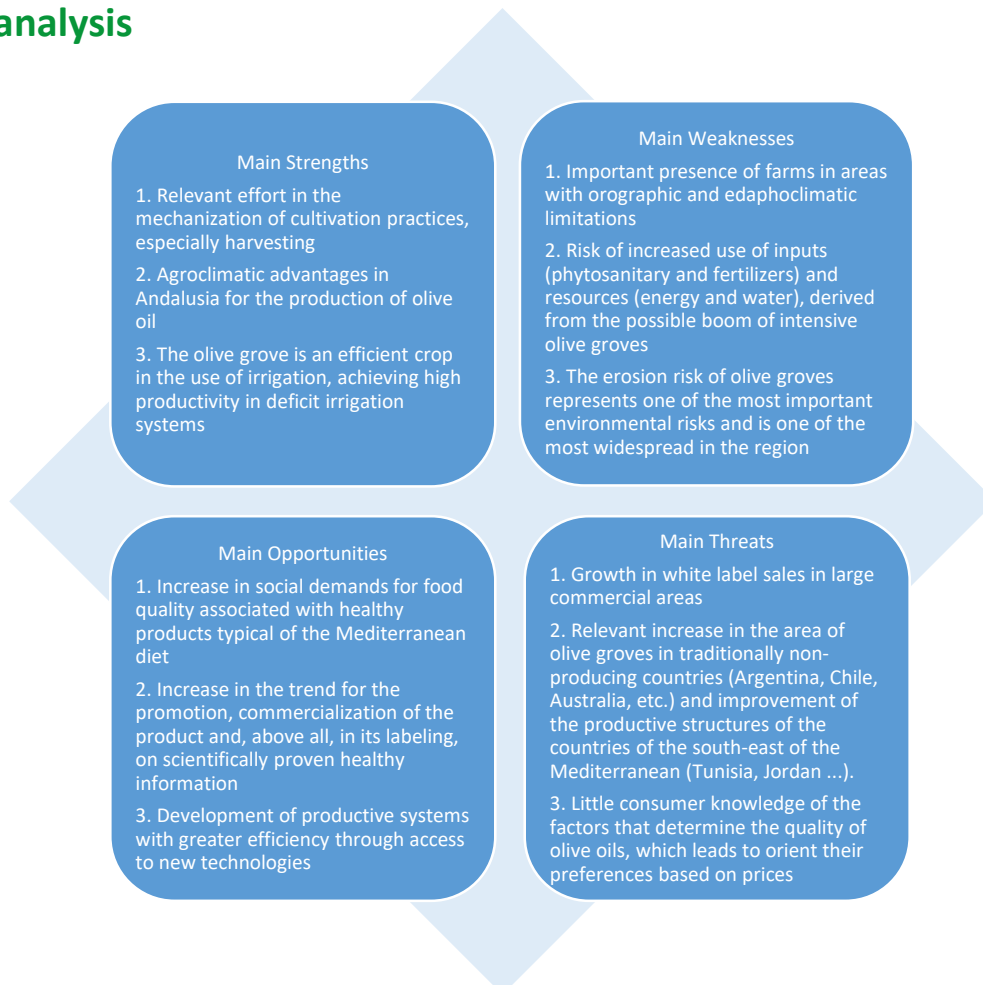 analysis
Main Strengths
1. Relevant effort in the
mechanization of cultivation practices,
especially harvesting
2. Agroclimatic advantages in
Andalusia for the production of olive
oil
3. The olive grove is an efficient crop
in the use of irrigation, achieving high
productivity in deficit irrigation
systems
Main Weaknesses
1. Important presence of farms in areas
with orographic and edaphoclimatic
limitations
2. Risk of increased use of inputs
(phytosanitary and fertilizers) and
resources (energy and water), derived
from the possible boom of intensive
olive groves
3. The erosion risk of olive groves
represents one of the most important
environmental risks and is one of the
most widespread in the region
Main Opportunities
1. Increase in social demands for food
quality associated with healthy
products typical of the Mediterranean
diet
2. Increase in the trend for the
promotion, commercialization of the
product and, above all, in its labeling,
on scientifically proven healthy
information
3. Development of productive systems
with greater efficiency through access
to new technologies
Main Threats
1. Growth in white label sales in large
commercial areas
2. Relevant increase in the area of
olive groves in traditionally non-
producing countries (Argentina, Chile,
Australia, etc.) and improvement of
the productive structures of the
countries of the south-east of the
Mediterranean (Tunisia, Jordan ...).
3. Little consumer knowledge of the
factors that determine the quality of
olive oils, which leads to orient their
preferences based on prices